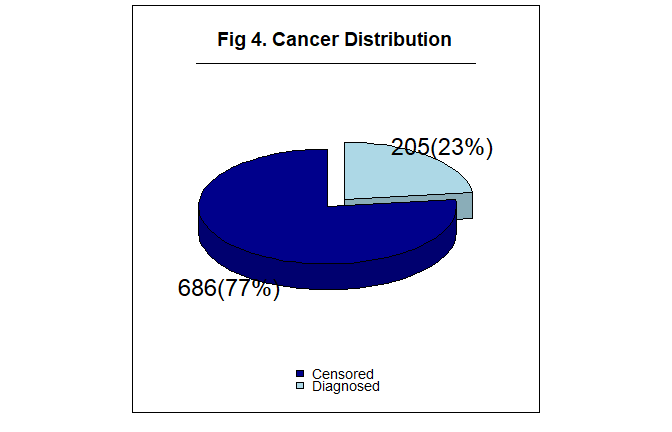 Fig 4. Cancer Distribution
205(23%)
686(77%)
Censored
Diagnosed